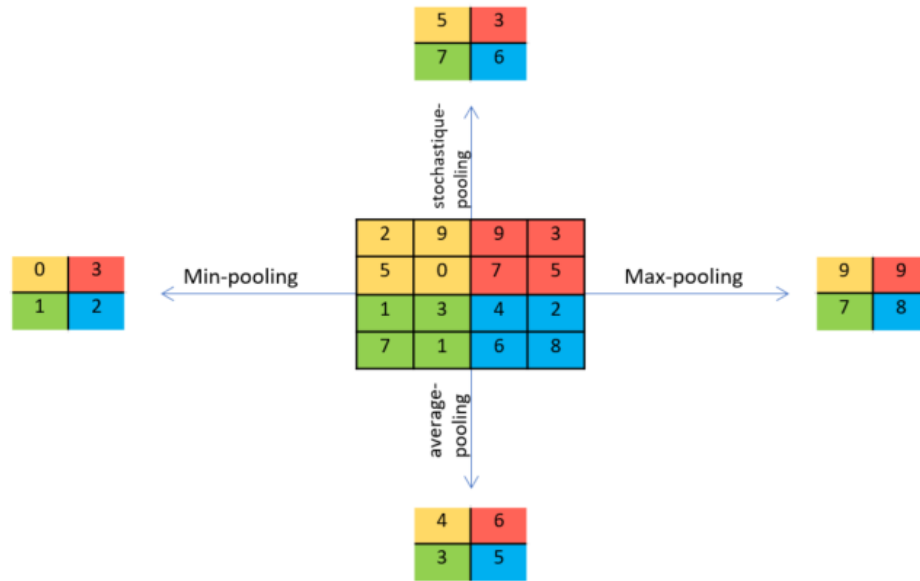 5 3
7 6
stochastique-
pooling
2 9 9 3
5 0 7 5
1 3 4 2
7 1 6 8
0 3
1 2
Min-pooling
Max-pooling
9 9
7 8
average-
pooling
4 6
3 5